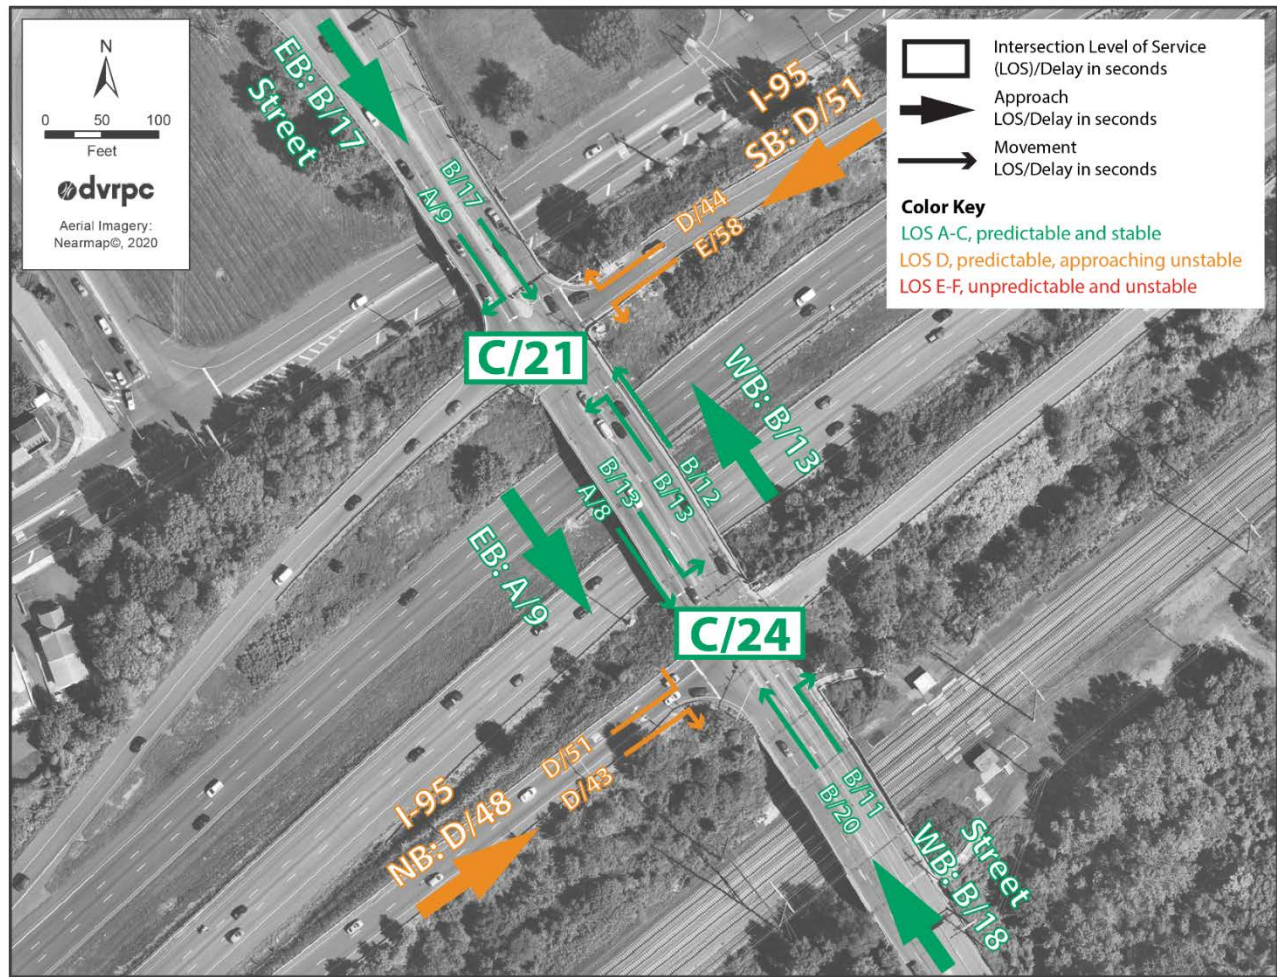 N
0 50 100
Feet
dvrpc
Aerial Imagery:
Nearmap©, 2020
Intersection Level of Service
(LOS)/Delay in seconds
Approach
LOS/Delay in seconds
Movement
LOS/Delay in seconds
Color Key
LOS A-C, predictable and stable
LOS D, predictable, approaching unstable
LOS E-F, unpredictable and unstable
EB: B/17
Street
I-95
SB: D/51
B/17
A/9
D/44
E/58
C/21
WB: B/13
B/12
B/13
B/13
A/8
EB: A/9
C/24
D/51
D/43
I-95
NB: D/48
B/11
B/20
Street
WB: B/18